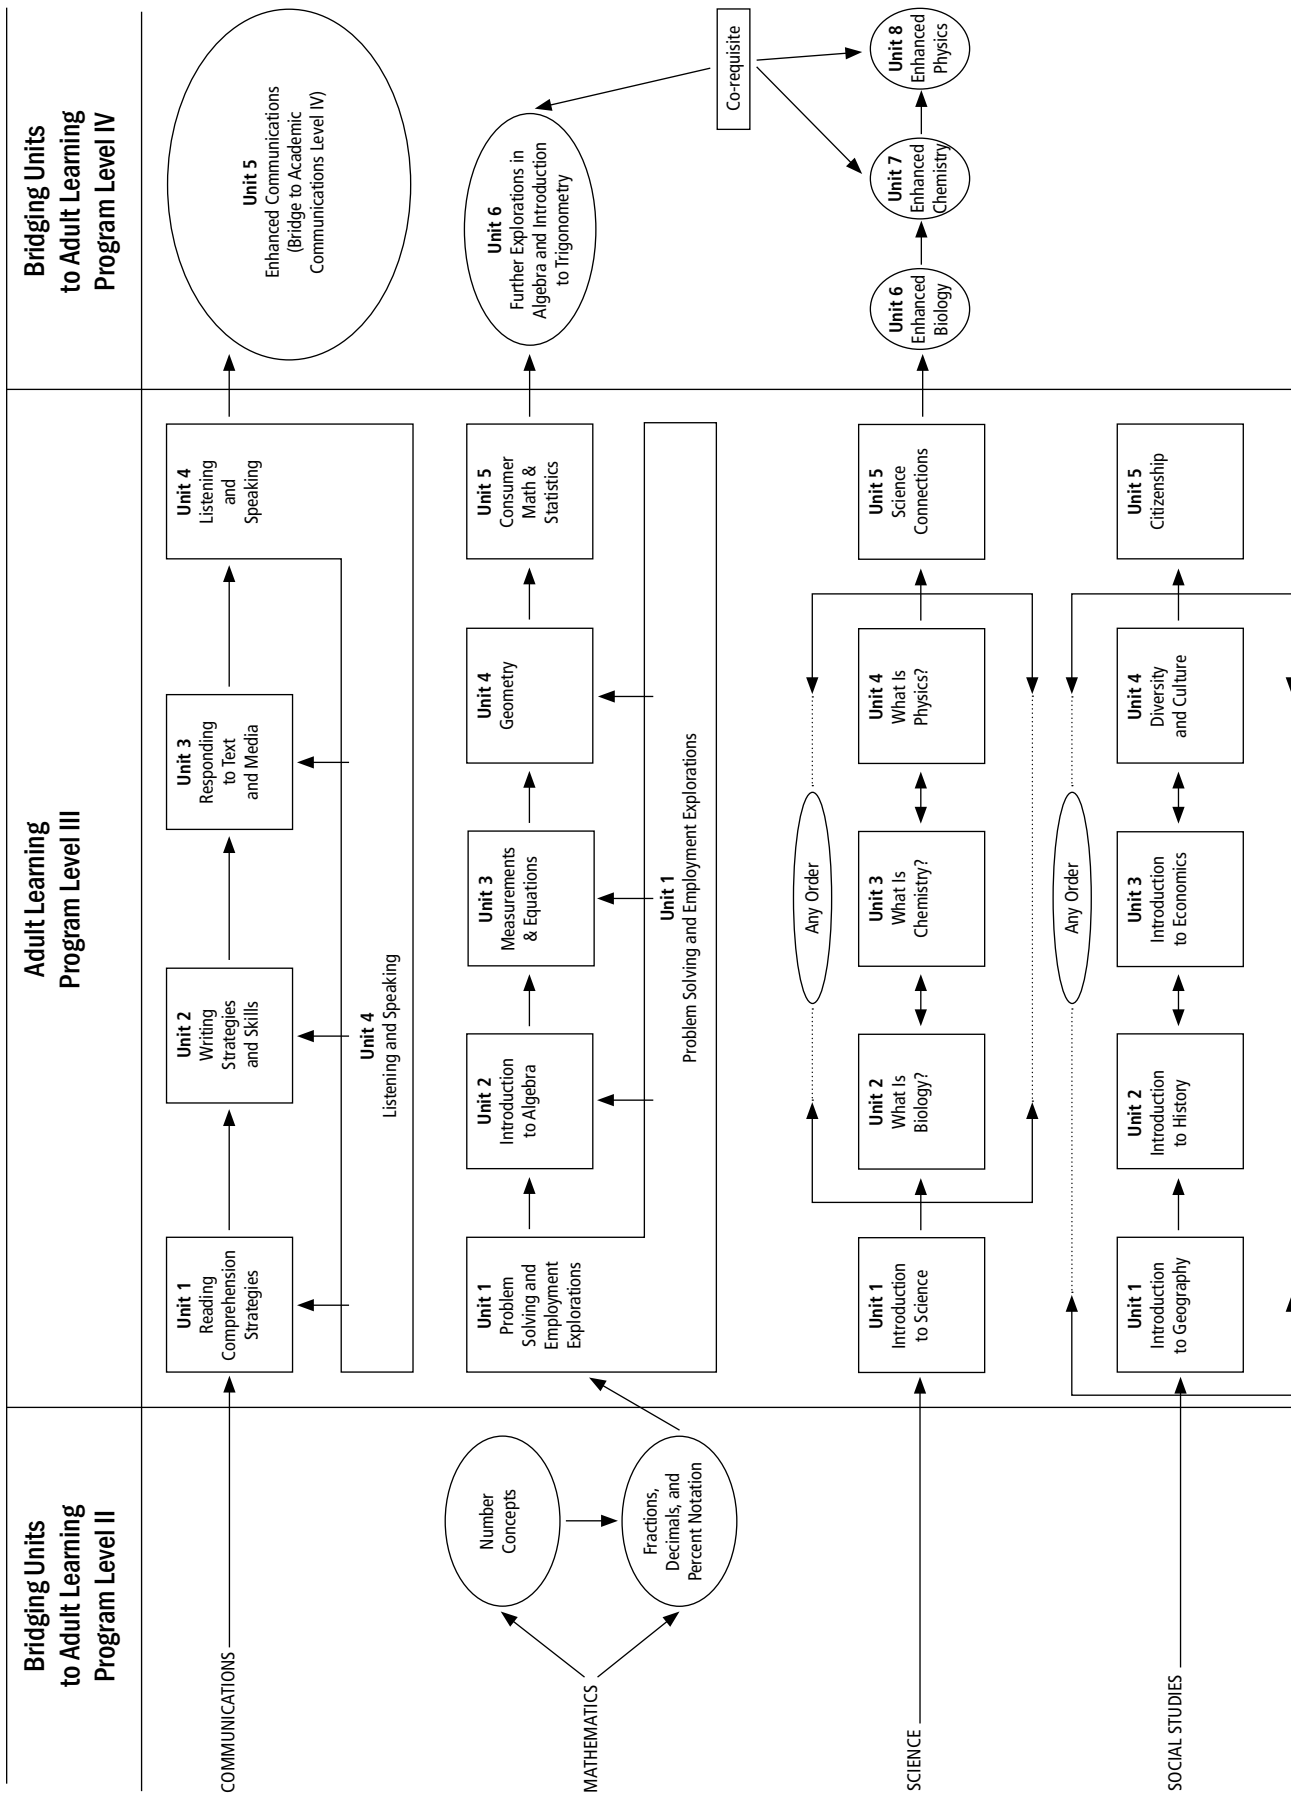 Bridging Units
to Adult Learning
Program Level II
Adult Learning
Program Level III
Bridging Units
to Adult Learning
Program Level IV
COMMUNICATIONS
Unit 1
Reading
Comprehension
Strategies
Unit 2
Writing
Strategies
and Skills
Unit 3
Responding
to Text
and Media
Unit 4
Listening
and
Speaking
Unit 4
Listening and Speaking
Unit 5
Enhanced Communications
(Bridge to Academic
Communications Level IV)
MATHEMATICS
Number
Concepts
Fractions,
Decimals, and
Percent Notation
Unit 1
Problem
Solving and
Employment
Explorations
Unit 2
Introduction
to Algebra
Unit 3
Measurements
& Equations
Unit 4
Geometry
Unit 5
Consumer
Math &
Statistics
Unit 1
Problem Solving and Employment Explorations
Unit 6
Further Explorations in
Algebra and Introduction
to Trigonometry
Co-requisite
SCIENCE
Any Order
Unit 1
Introduction
to Science
Unit 2
What Is
Biology?
Unit 3
What Is
Chemistry?
Unit 4
What Is
Physics?
Unit 5
Science
Connections
Unit 6
Enhanced
Biology
Unit 7
Enhanced
Chemistry
Unit 8
Enhanced
Physics
SOCIAL STUDIES
Any Order
Unit 1
Introduction
to Geography
Unit 2
Introduction
to History
Unit 3
Introduction
to Economics
Unit 4
Diversity
and Culture
Unit 5
Citizenship